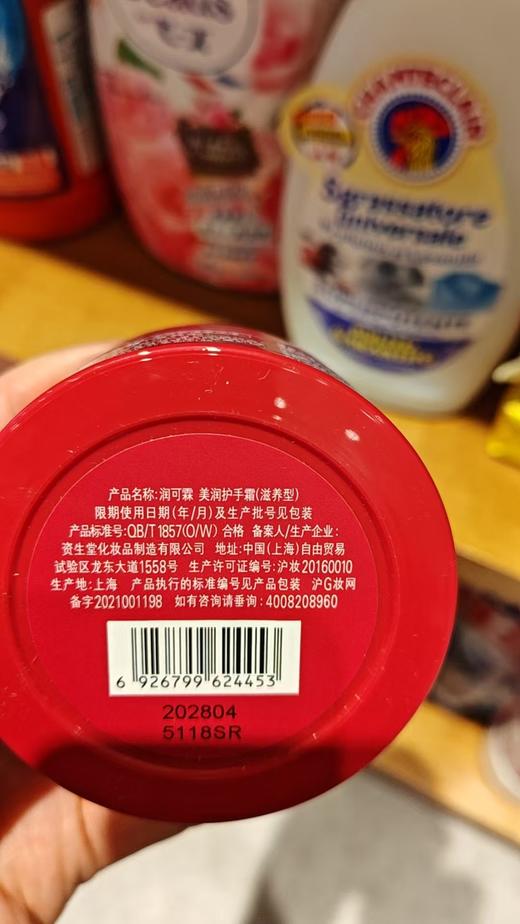 CHANTECLAIR
Sgrassatore
Universale
产品名称:润可霖 美润护手霜(滋养型)
限期使用日期(年/月)及生产批号见包装
产品标准号:QB/T 1857(O/W) 合格 备案人/生产企业:
资生堂化妆品制造有限公司 地址:中国(上海)自由贸易
试验区龙东大道1558号 生产许可证编号:沪妆20160010
生产地:上海 产品执行的标准编号见产品包装 沪G妆网
备字2021001198 如有咨询请垂询:4008208960
6 926799 624453
202804
5118SR